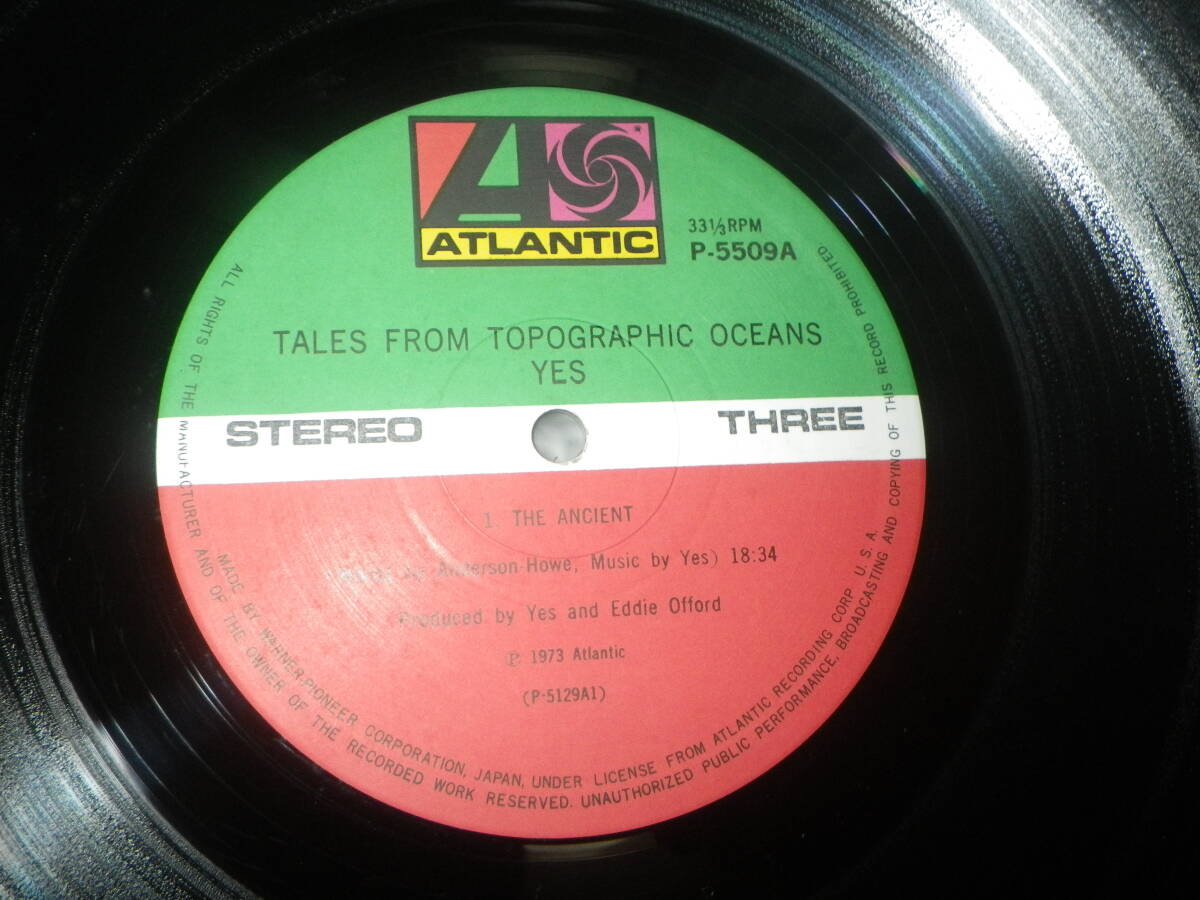 ATLANTIC
33⅓RPM
P-5509A
TALES FROM TOPOGRAPHIC OCEANS
YES
STEREO
THREE
1. THE ANCIENT
Anderson-Howe, Music by Yes) 18:34
Produced by Yes and Eddie Offord
℗ 1973 Atlantic
(P-5129A1)
MADE BY WARNER-PIONEER CORPORATION, JAPAN, UNDER LICENSE FROM ATLANTIC RECORDING CORP. U.S.A.
ALL RIGHTS OF THE MANUFACTURER AND OF THE OWNER OF THE RECORDED WORK RESERVED. UNAUTHORIZED PUBLIC PERFORMANCE, BROADCASTING AND COPYING OF THIS RECORD PROHIBITED.